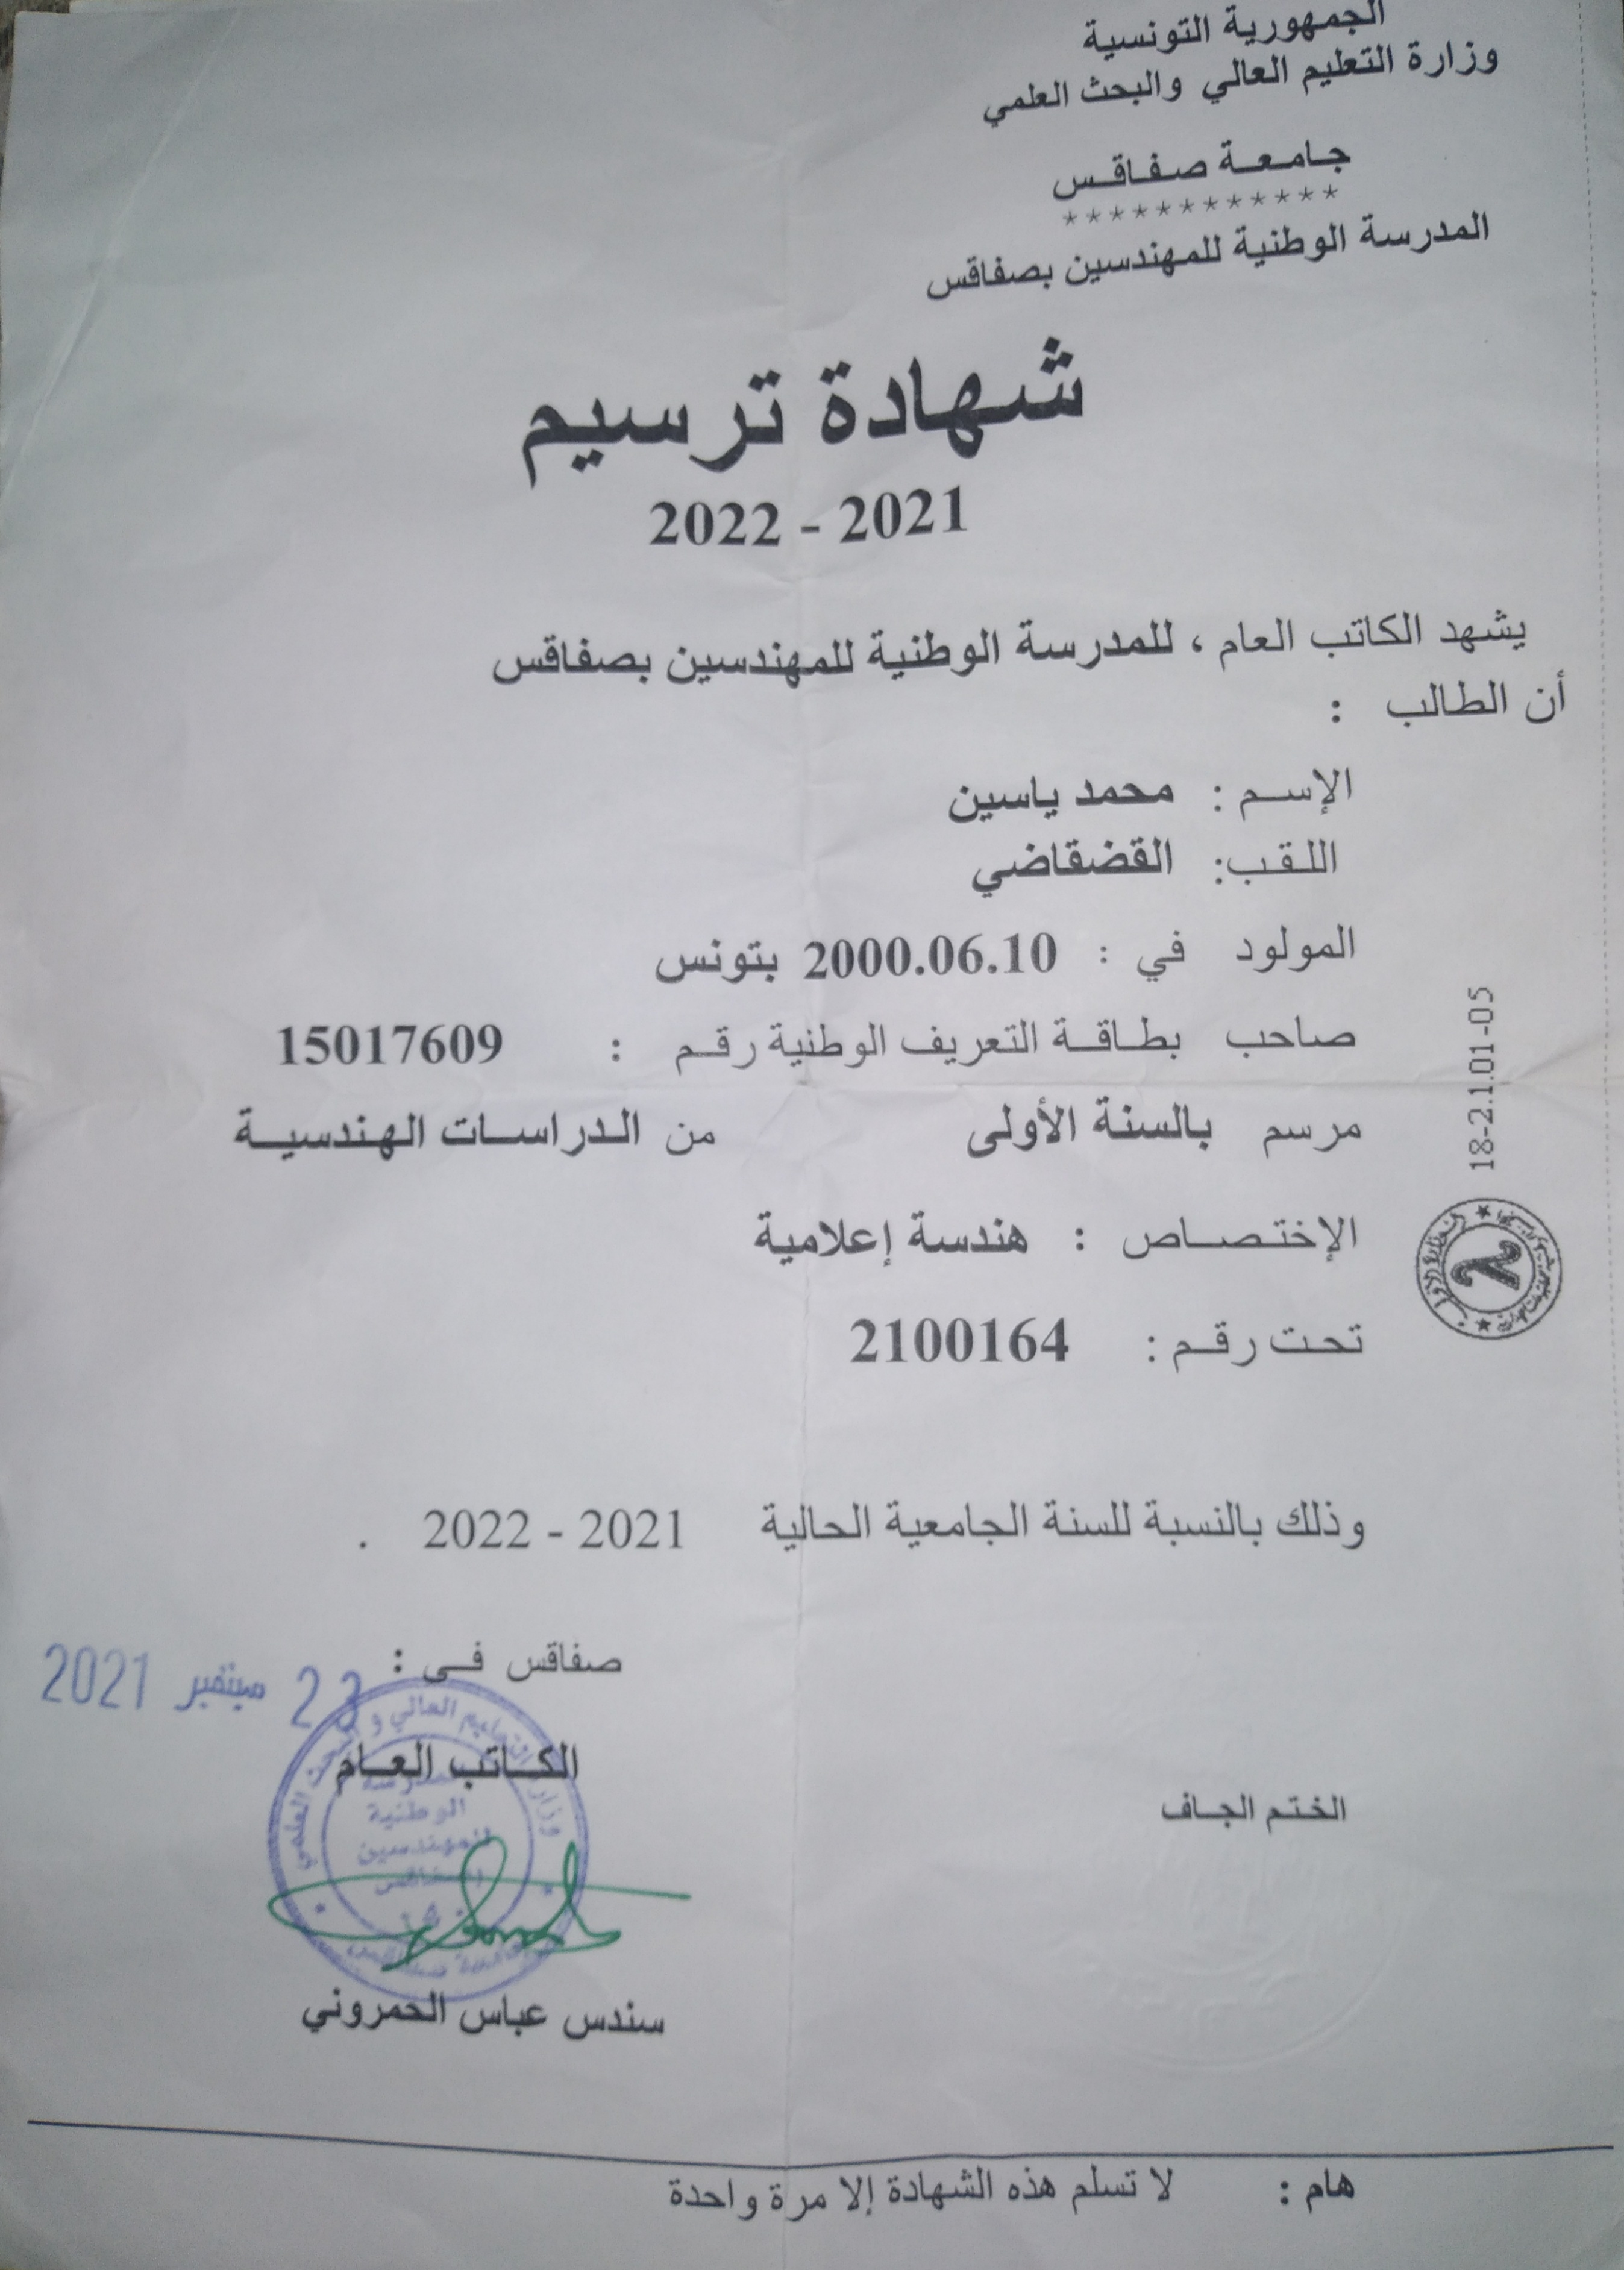 الجمهورية التونسية
وزارة التعليم العالي والبحث العلمي
جامعة صفاقس
************
المدرسة الوطنية للمهندسين بصفاقس
شهادة ترسيم
2021 - 2022
يشهد الكاتب العام ، للمدرسة الوطنية للمهندسين بصفاقس
أن الطالب :
الإسم : محمد ياسين
اللقب: القضقاضي
المولود في : 2000.06.10 بتونس
صاحب بطاقة التعريف الوطنية رقم : 15017609
مرسم بالسنة الأولى من الدراسات الهندسية
الإختصاص : هندسة إعلامية
تحت رقم : 2100164
18-2.1.01-05
وذلك بالنسبة للسنة الجامعية الحالية 2021 - 2022 .
صفاقس في :
23 سبتمبر 2021
الكاتب العام
وزارة التعليم العالي و البحث العلمي
المدرسة
الوطنية
للمهندسين
بصفاقس
الختم الجاف
سندس عباس الحمروني
هام : لا تسلم هذه الشهادة إلا مرة واحدة